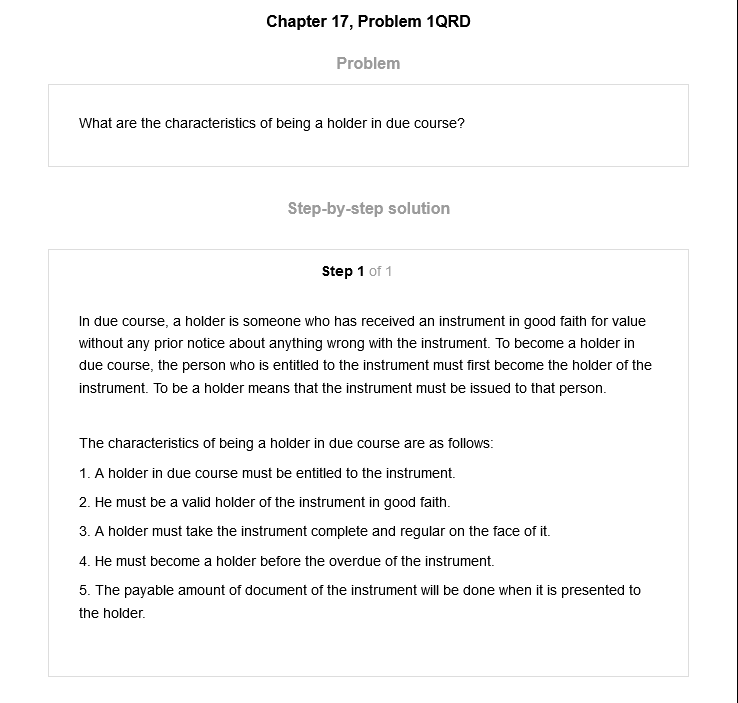 Chapter 17, Problem 1QRD
Problem
What are the characteristics of being a holder in due course?
Step-by-step solution
Step 1 of 1
In due course, a holder is someone who has received an instrument in good faith for value
without any prior notice about anything wrong with the instrument. To become a holder in
due course, the person who is entitled to the instrument must first become the holder of the
instrument. To be a holder means that the instrument must be issued to that person.
The characteristics of being a holder in due course are as follows:
1. A holder in due course must be entitled to the instrument.
2. He must be a valid holder of the instrument in good faith.
3. A holder must take the instrument complete and regular on the face of it.
4. He must become a holder before the overdue of the instrument.
5. The payable amount of document of the instrument will be done when it is presented to
the holder.